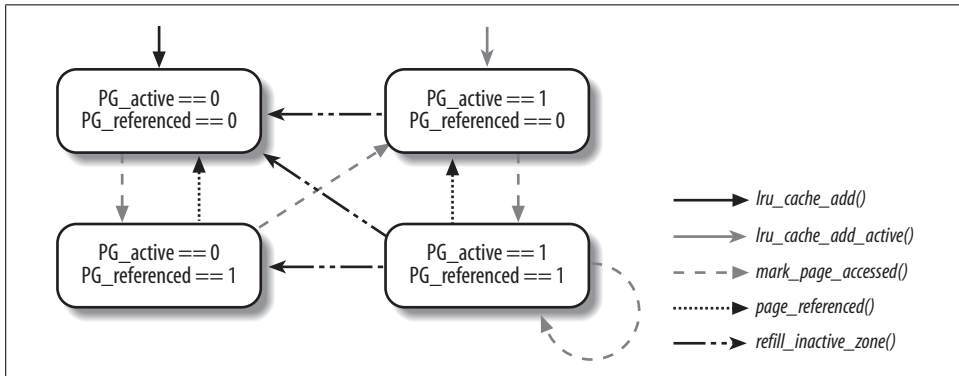 PG_active == 0
PG_referenced == 0
PG_active == 1
PG_referenced == 0
PG_active == 0
PG_referenced == 1
PG_active == 1
PG_referenced == 1
lru_cache_add()
lru_cache_add_active()
mark_page_accessed()
page_referenced()
refill_inactive_zone()